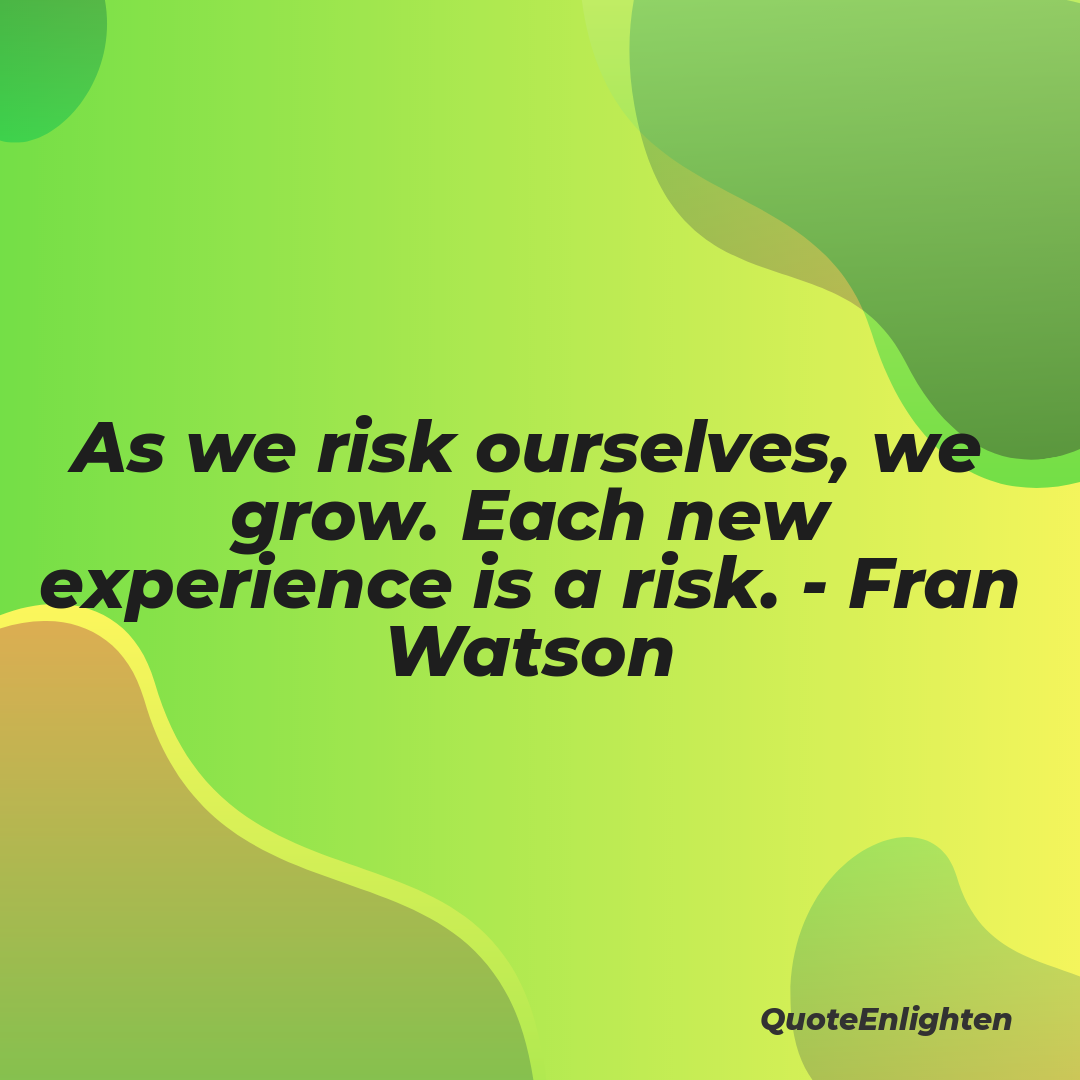 As we risk ourselves, we
grow. Each new
experience is a risk. - Fran
Watson
QuoteEnlighten